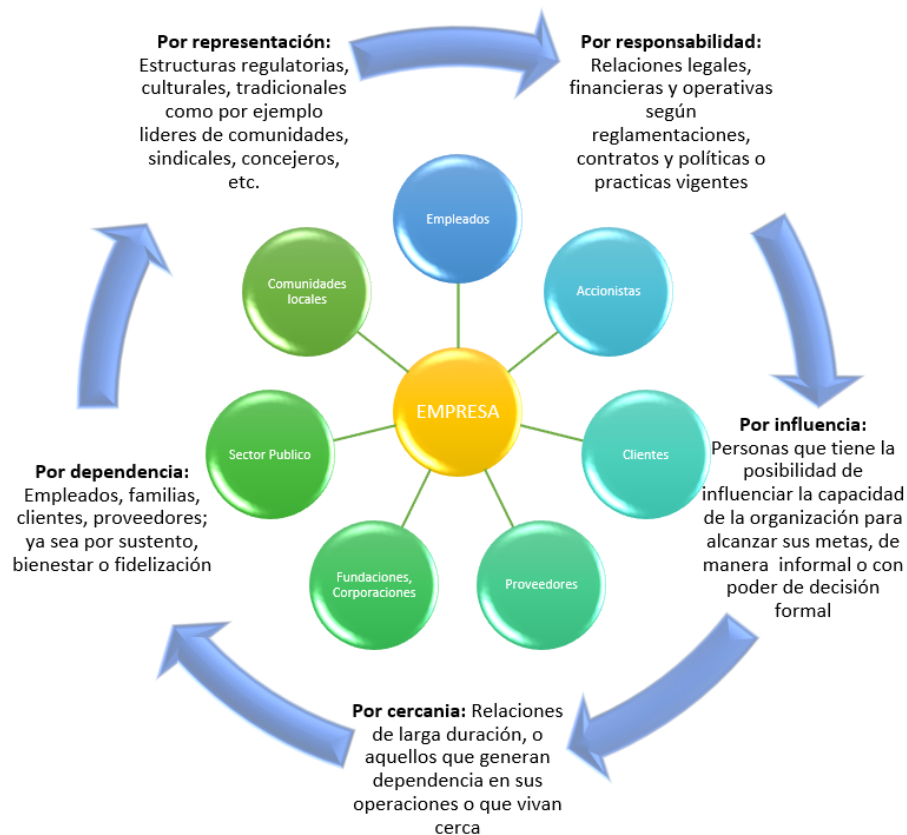 Por representación:
Estructuras regulatorias,
culturales, tradicionales
como por ejemplo
lideres de comunidades,
sindicales, concejeros,
etc.
Por responsabilidad:
Relaciones legales,
financieras y operativas
según
reglamentaciones,
contratos y políticas o
practicas vigentes
Por influencia:
Personas que tiene la
posibilidad de
influenciar la capacidad
de la organización para
alcanzar sus metas, de
manera informal o con
poder de decisión
formal
Por cercania: Relaciones
de larga duración, o
aquellos que generan
dependencia en sus
operaciones o que vivan
cerca
Por dependencia:
Empleados, familias,
clientes, proveedores;
ya sea por sustento,
bienestar o fidelización
EMPRESA
Empleados
Accionistas
Clientes
Proveedores
Fundaciones,
Corporaciones
Sector Publico
Comunidades
locales